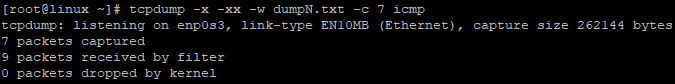 [root@linux ~]# tcpdump -x -xx -w dumpN.txt -c 7 icmp
tcpdump: listening on enp0s3, link-type EN10MB (Ethernet), capture size 262144 bytes
7 packets captured
9 packets received by filter
0 packets dropped by kernel